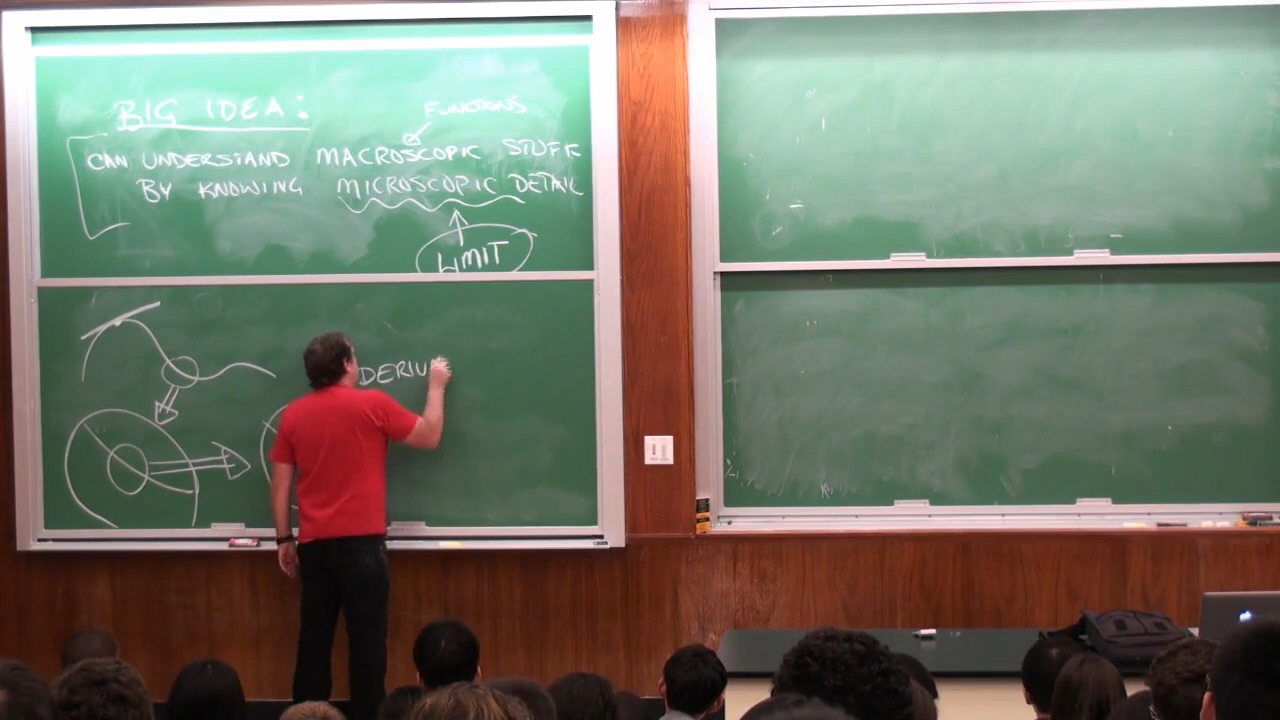 BIG IDEA:
FUNCTIONS
CAN UNDERSTAND MACROSCOPIC STUFF
BY KNOWING MICROSCOPIC DETAIL
LIMIT
DERIV